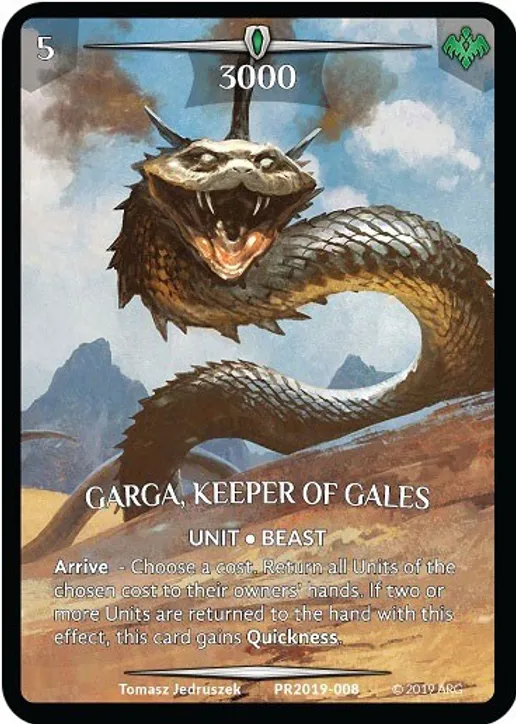 5
3000
GARGA, KEEPER OF GALES
UNIT • BEAST
Arrive - Choose a cost. Return all Units of the
chosen cost to their owners' hands. If two or
more Units are returned to the hand with this
effect, this card gains Quickness.
Tomasz Jedruszek PR2019-008 © 2019 ARG